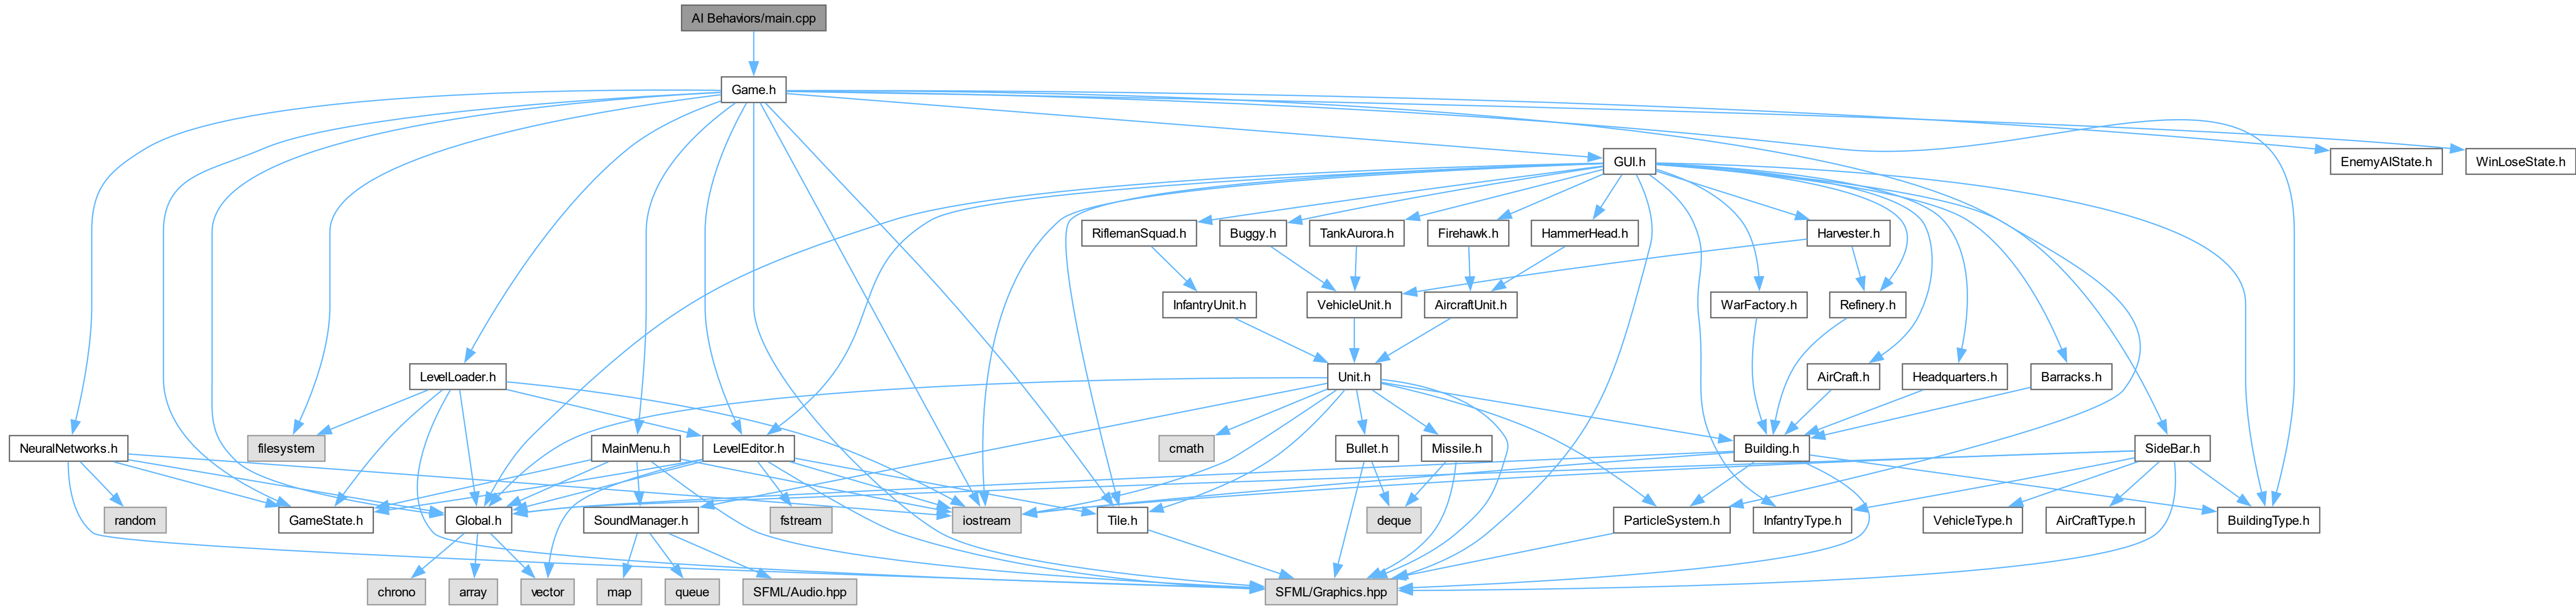 AI Behaviors/main.cpp
Game.h
GUI.h
EnemyAIState.h
WinLoseState.h
RiflemanSquad.h
Buggy.h
TankAurora.h
Firehawk.h
HammerHead.h
Harvester.h
InfantryUnit.h
VehicleUnit.h
AircraftUnit.h
WarFactory.h
Refinery.h
LevelLoader.h
Unit.h
AirCraft.h
Headquarters.h
Barracks.h
NeuralNetworks.h
filesystem
MainMenu.h
LevelEditor.h
cmath
Bullet.h
Missile.h
Building.h
SideBar.h
random
GameState.h
Global.h
SoundManager.h
fstream
iostream
Tile.h
deque
ParticleSystem.h
InfantryType.h
VehicleType.h
AirCraftType.h
BuildingType.h
chrono
array
vector
map
queue
SFML/Audio.hpp
SFML/Graphics.hpp